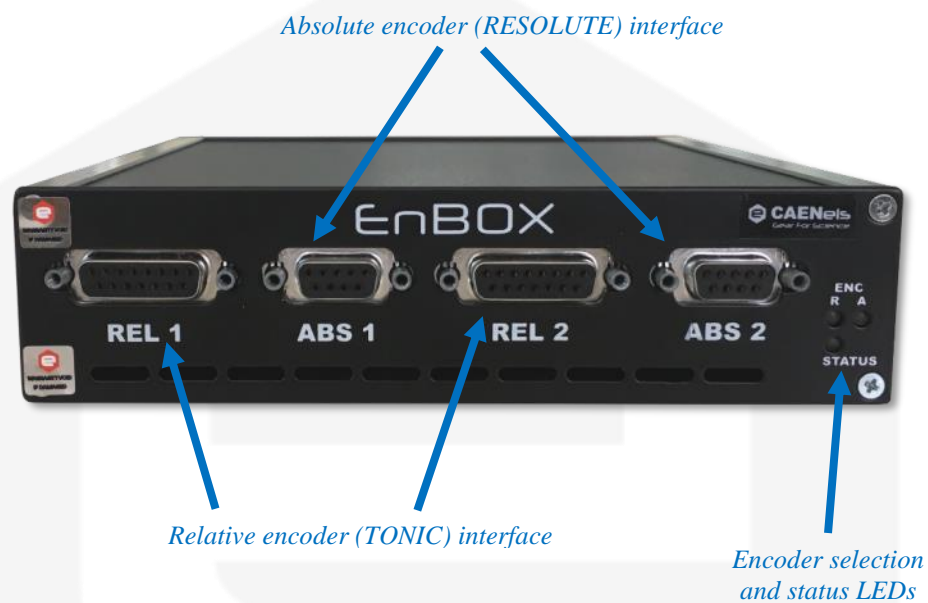 Absolute encoder (RESOLUTE) interface
EnBOX
CAENels
Gear For Science
REL 1
ABS 1
REL 2
ABS 2
ENC
R A
STATUS
Relative encoder (TONIC) interface
Encoder selection
and status LEDs